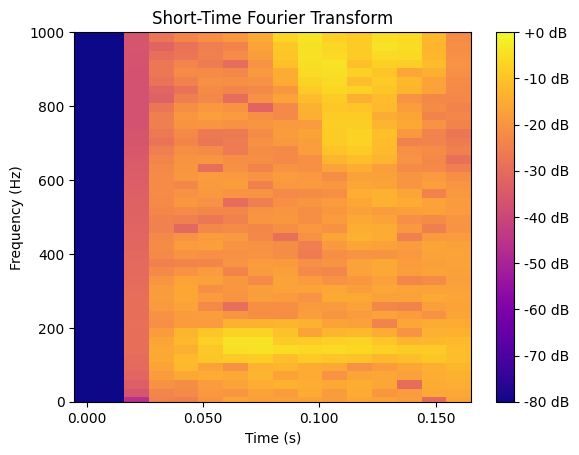 Short-Time Fourier Transform
1000
800
600
400
200
0
Frequency (Hz)
0.000
0.050
0.100
0.150
Time (s)
+0 dB
-10 dB
-20 dB
-30 dB
-40 dB
-50 dB
-60 dB
-70 dB
-80 dB